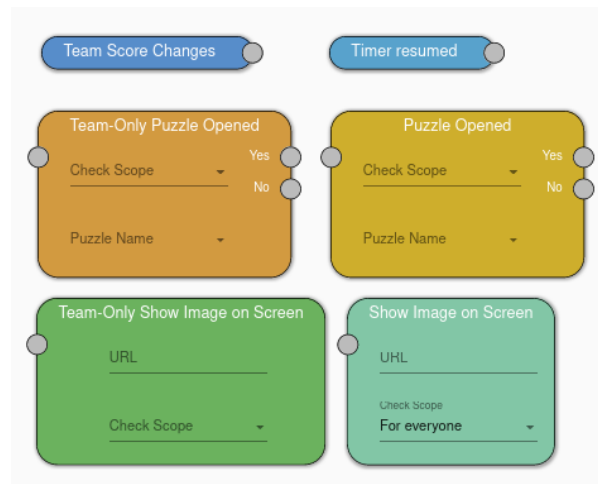 Team Score Changes
Timer resumed
Team-Only Puzzle Opened
Yes
Check Scope
No
Puzzle Name
Puzzle Opened
Yes
Check Scope
No
Puzzle Name
Team-Only Show Image on Screen
URL
Check Scope
Show Image on Screen
URL
Check Scope
For everyone